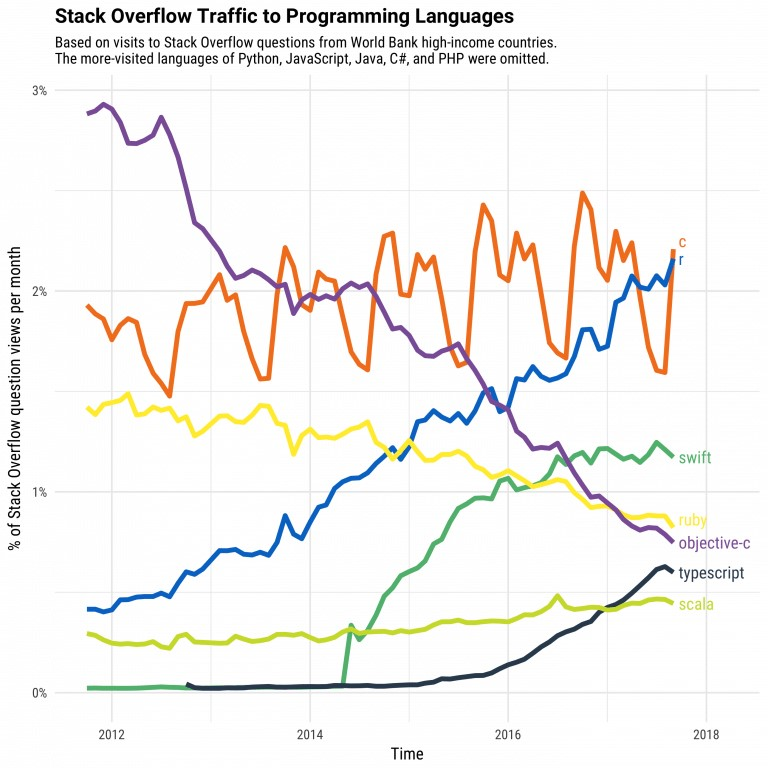 Stack Overflow Traffic to Programming Languages
Based on visits to Stack Overflow questions from World Bank high-income countries.
The more-visited languages of Python, JavaScript, Java, C#, and PHP were omitted.
% of Stack Overflow question views per month
3%
2%
1%
0%
c
r
swift
ruby
objective-c
typescript
scala
2012
2014
2016
2018
Time